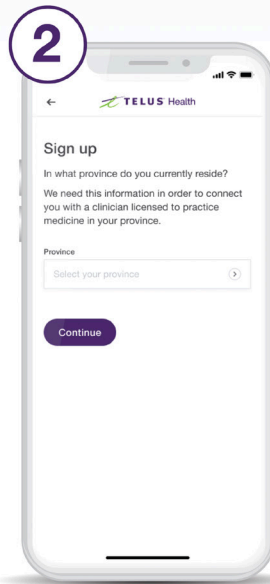 2
TELUS Health
Sign up
In what province do you currently reside?
We need this information in order to connect
you with a clinician licensed to practice
medicine in your province.
Province
Select your province
Continue